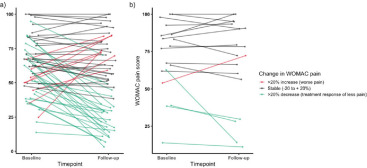 a)
b)
100
75
50
25
0
Baseline
Follow-up
Timepoint
WOMAC pain score
100
75
50
25
Baseline
Follow-up
Timepoint
Change in WOMAC pain
>20% increase (worse pain)
Stable (-20 to + 20%)
>20% decrease (treatment response of less pain)